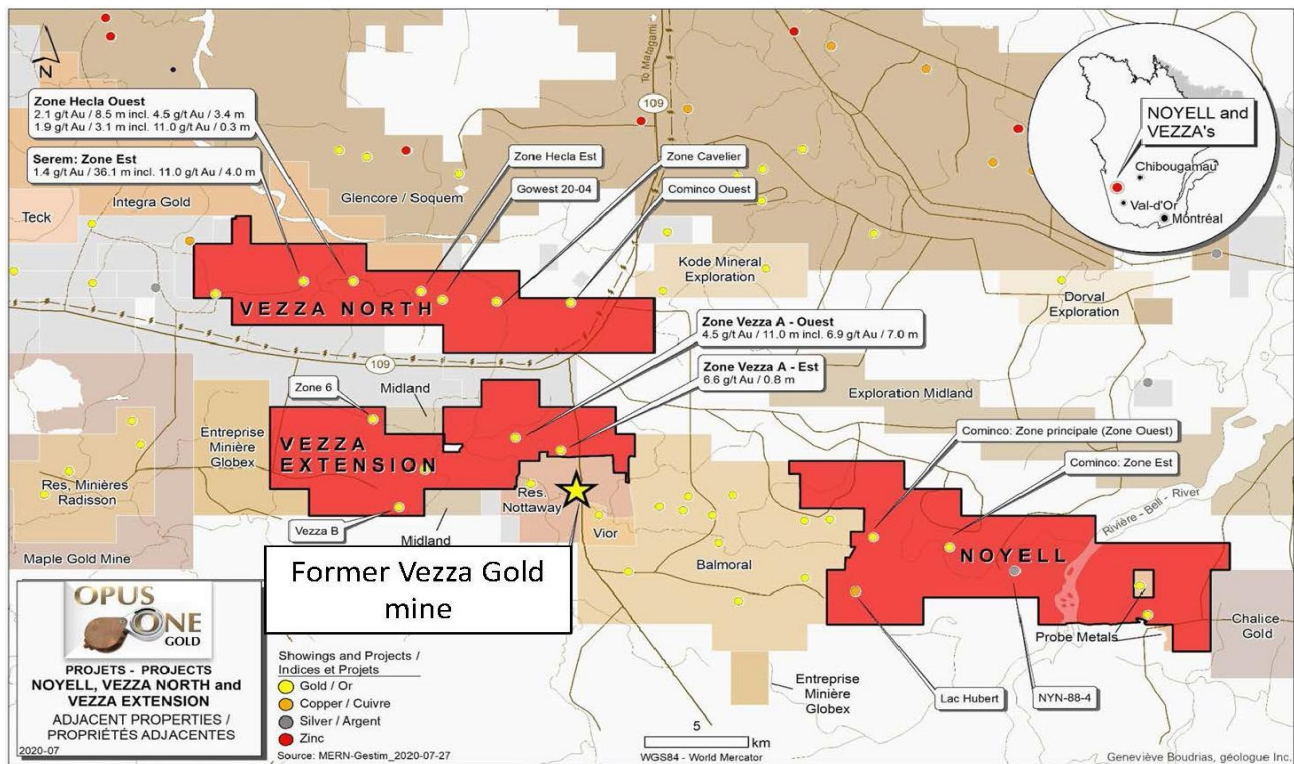 N
To Matagami
109
Zone Hecla Ouest
2.1 g/t Au / 8.5 m incl. 4.5 g/t Au / 3.4 m
1.9 g/t Au / 3.1 m incl. 11.0 g/t Au / 0.3 m
Serem: Zone Est
1.4 g/t Au / 36.1 m incl. 11.0 g/t Au / 4.0 m
Teck
Integra Gold
Glencore / Soquem
Zone Hecla Est
Gowest 20-04
Zone Cavelier
Cominco Ouest
NOYELL and
VEZZA's
Chibougamau
Val-d'Or
Montréal
Kode Mineral
Exploration
Dorval
Exploration
VEZZA NORTH
109
Zone Vezza A - Ouest
4.5 g/t Au / 11.0 m incl. 6.9 g/t Au / 7.0 m
Zone Vezza A - Est
6.6 g/t Au / 0.8 m
Zone 6
Midland
Exploration Midland
Entreprise
Minière
Globex
VEZZA
EXTENSION
Cominco: Zone principale (Zone Ouest)
Cominco: Zone Est
Res. Minières
Radisson
Res.
Nottaway
Rivière - Bell - River
Vezza B
Midland
Vior
Balmoral
NOYELL
Maple Gold Mine
Former Vezza Gold
mine
Chalice
Gold
Probe Metals
OPUS
ONE
GOLD
PROJETS - PROJECTS
NOYELL, VEZZA NORTH and
VEZZA EXTENSION
ADJACENT PROPERTIES /
PROPRIÉTÉS ADJACENTES
2020-07
Showings and Projects /
Indices et Projets
Gold / Or
Copper / Cuivre
Silver / Argent
Zinc
Source: MERN-Gestim_2020-07-27
Entreprise
Minière
Globex
Lac Hubert
NYN-88-4
5
km
WGS84 - World Mercator
Geneviève Boudrias, géologue Inc.